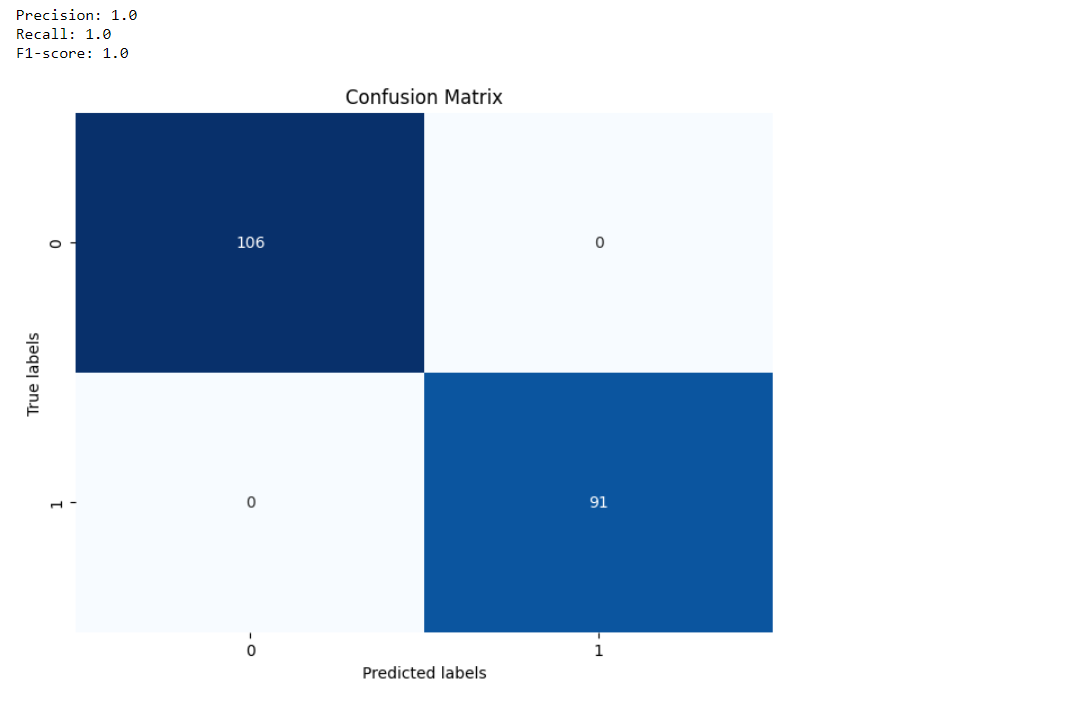 Precision: 1.0
Recall: 1.0
F1-score: 1.0
Confusion Matrix
0
106
0
True labels
1
0
91
0
1
Predicted labels